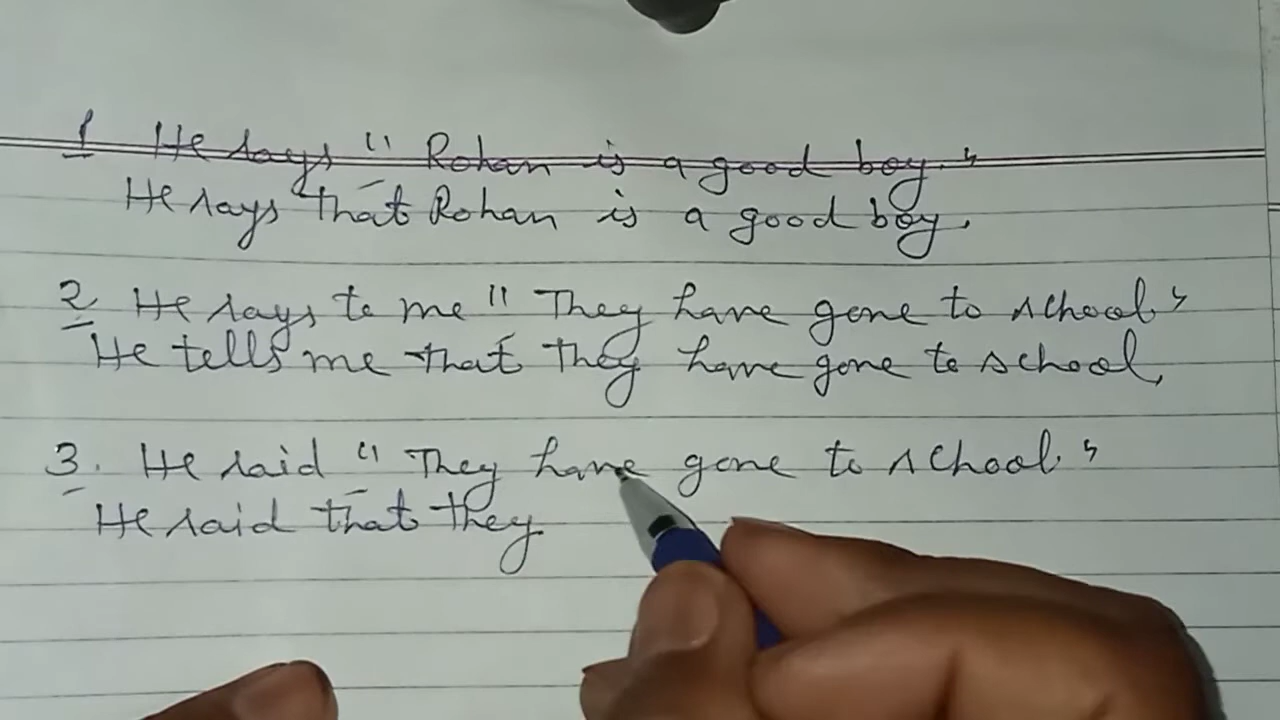 1 He says " Rohan is a good boy."
He says that Rohan is a good boy.
2 He says to me " They have gone to school"
He tells me that they have gone to school.
3. He said " They have gone to school."
He said that they